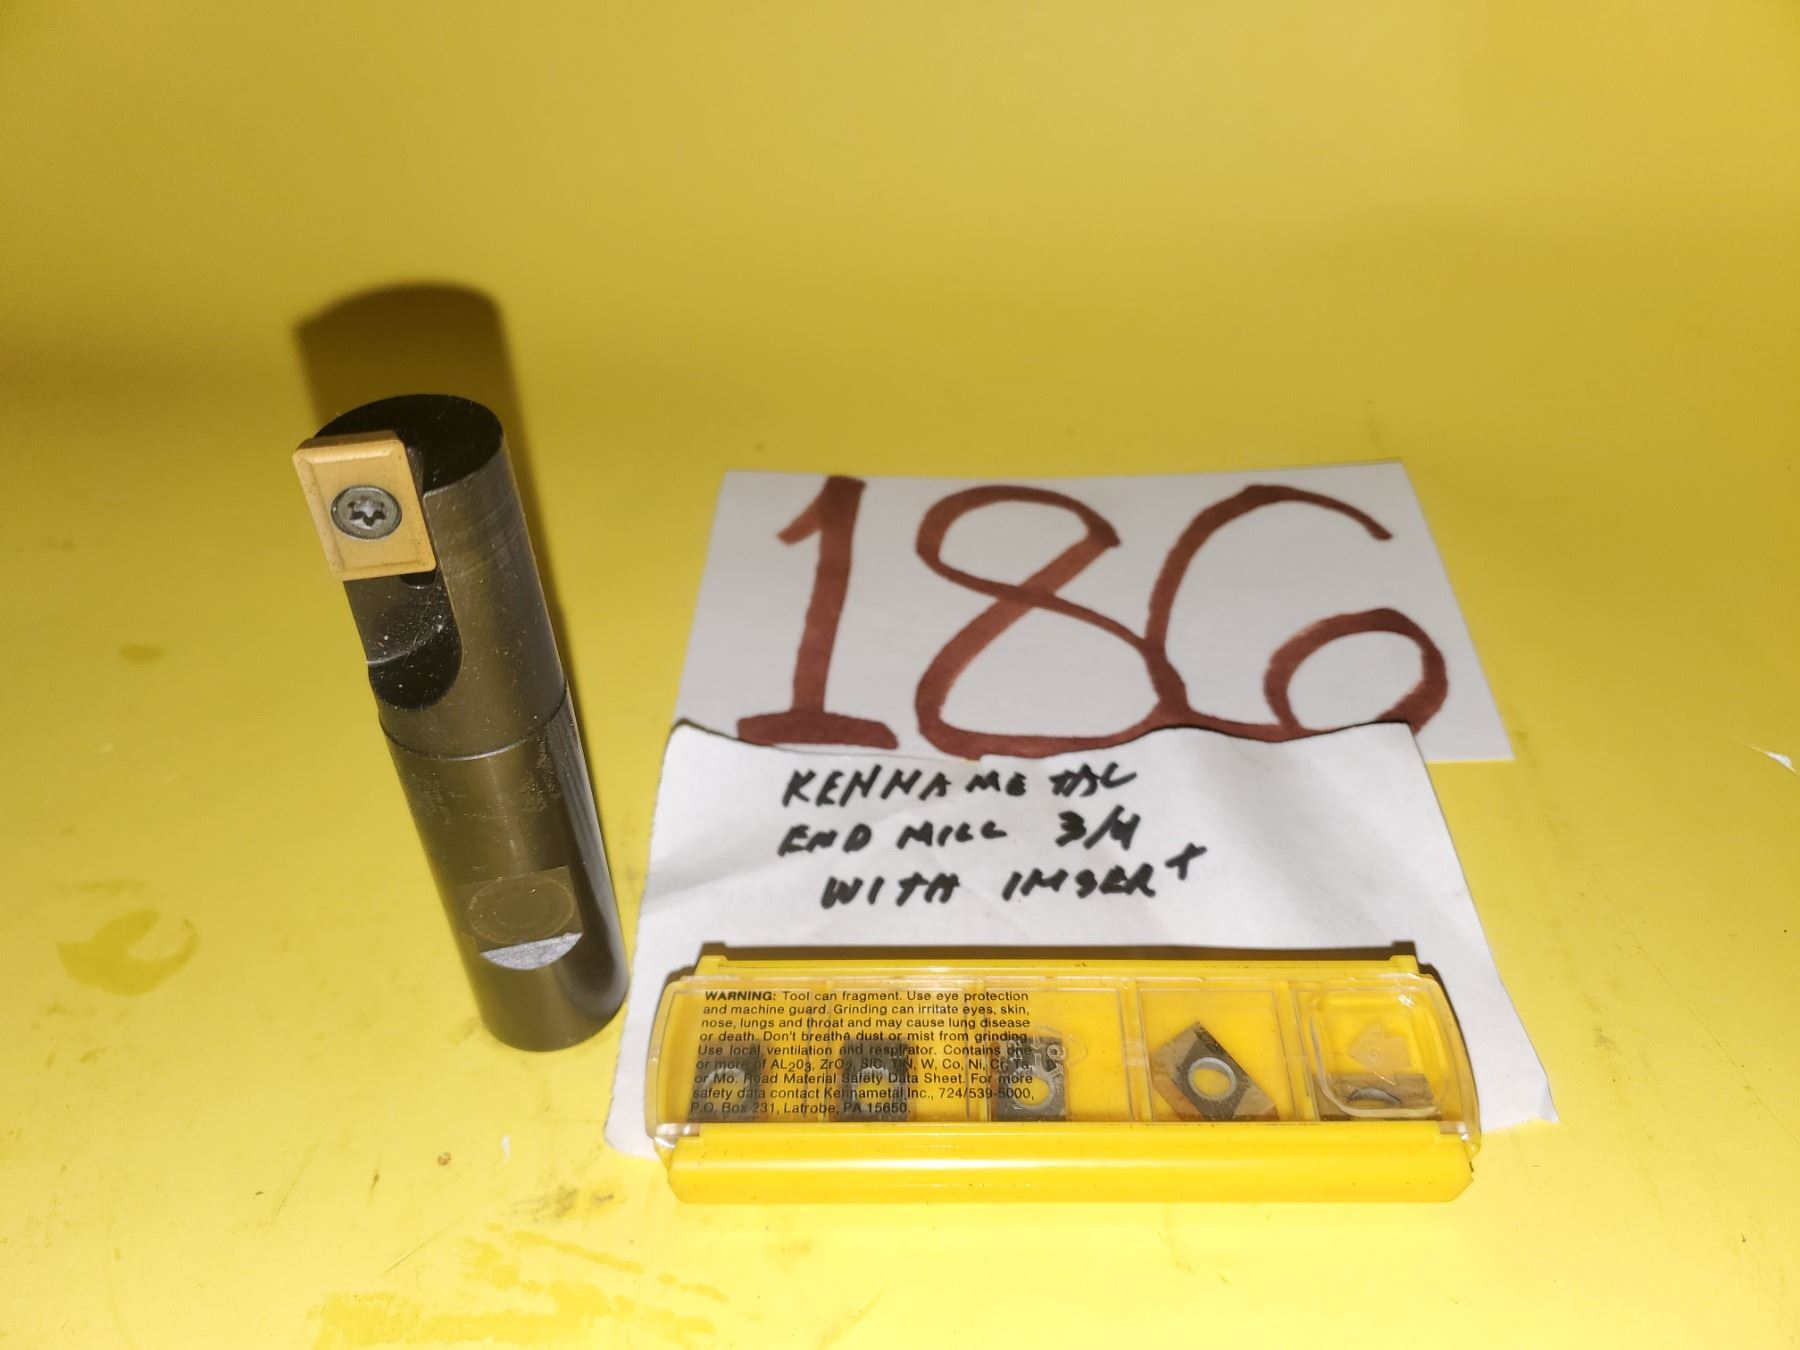 186
KENNAMETAL
END MILL 3/4
WITH INSERT
WARNING: Tool can fragment. Use eye protection
and machine guard. Grinding can irritate eyes, skin,
nose, lungs and throat and may cause lung disease
or death. Don't breath dust or mist from grinding.
Use local ventilation and respirator. Contains one
or more of AL2O3, ZrO2, SiC, TiN, W, Co, Ni, Cr, Ta,
or Mo. Read Material Safety Data Sheet. For more
safety data contact Kennametal Inc., 724/539-5000,
P.O. Box 231, Latrobe, PA 15650.